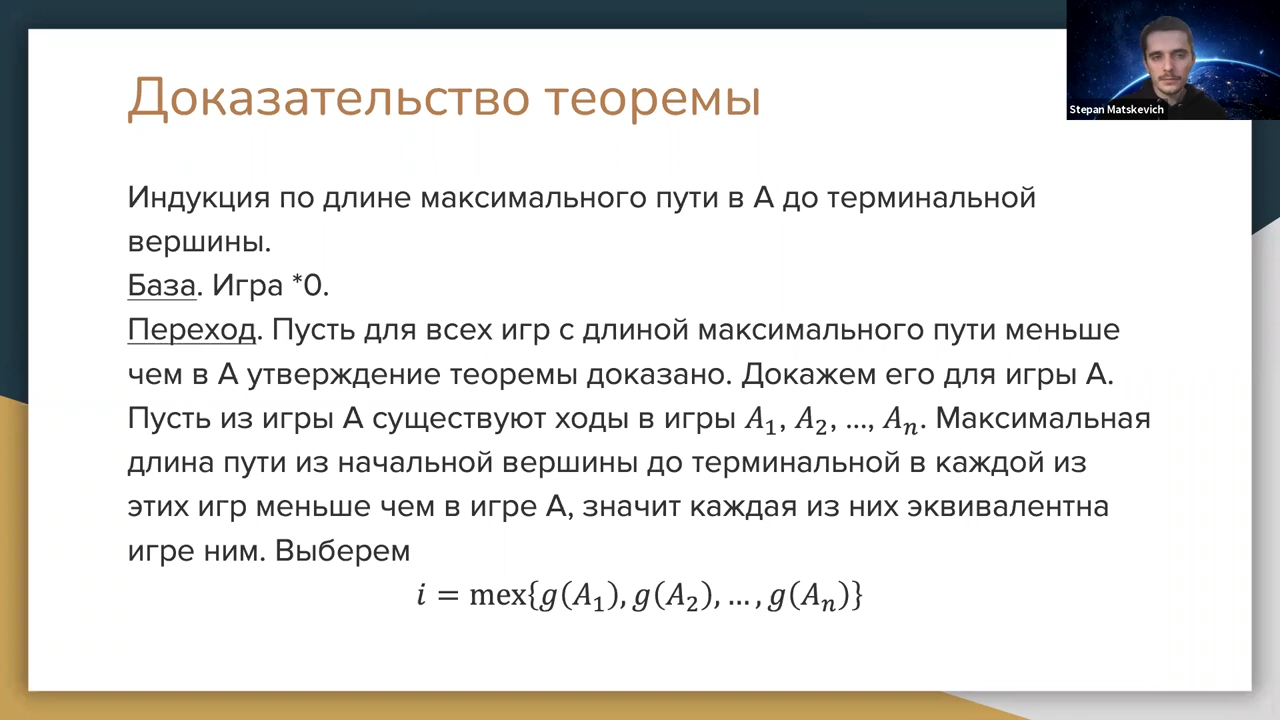 Доказательство теоремы
Stepan Matskevich
Индукция по длине максимального пути в А до терминальной
вершины.
База. Игра *0.
Переход. Пусть для всех игр с длиной максимального пути меньше
чем в А утверждение теоремы доказано. Докажем его для игры А.
Пусть из игры А существуют ходы в игры A₁, A₂, ..., Aₙ. Максимальная
длина пути из начальной вершины до терминальной в каждой из
этих игр меньше чем в игре А, значит каждая из них эквивалентна
игре ним. Выберем
i = mex{g(A₁), g(A₂), … , g(Aₙ)}